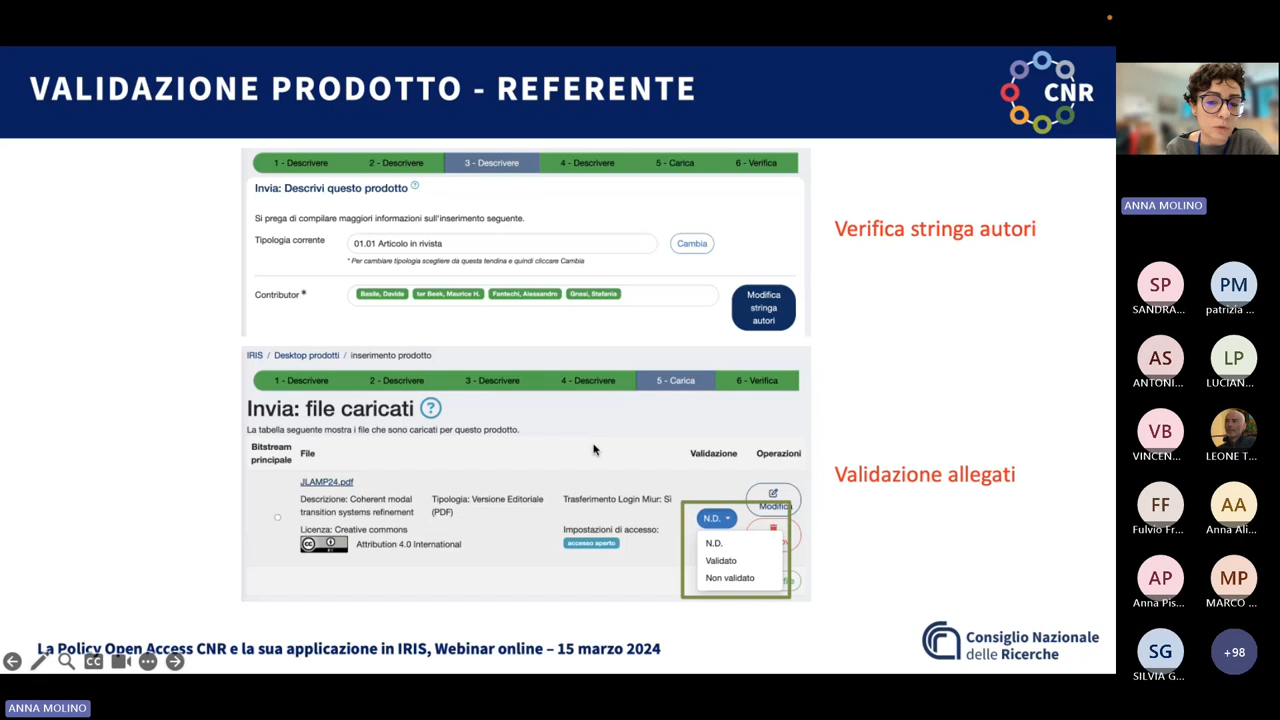 VALIDAZIONE PRODOTTO - REFERENTE
CNR
1 - Descrivere
2 - Descrivere
3 - Descrivere
4 - Descrivere
5 - Carica
6 - Verifica
Invia: Descrivi questo prodotto ?
Si prega di compilare maggiori informazioni sull'inserimento seguente.
Tipologia corrente
01.01 Articolo in rivista
Cambia
* Per cambiare tipologia scegliere da questa tendina e quindi cliccare Cambia
Contributor *
Basile, Davide
ter Beek, Maurice H.
Fantechi, Alessandro
Gnesi, Stefania
Modifica
stringa
autori
Verifica stringa autori
IRIS / Desktop prodotti / inserimento prodotto
1 - Descrivere
2 - Descrivere
3 - Descrivere
4 - Descrivere
5 - Carica
6 - Verifica
Invia: file caricati ?
La tabella seguente mostra i file che sono caricati per questo prodotto.
Bitstream
principale
File
Validazione
Operazioni
JLAMP24.pdf
Descrizione: Coherent modal
transition systems refinement
Tipologia: Versione Editoriale
(PDF)
Trasferimento Login Miur: Sì
Licenza: Creative commons
cc
BY
Attribution 4.0 International
Impostazioni di accesso:
accesso aperto
N.D.
N.D.
Validato
Non validato
Modifica
file
Validazione allegati
La Policy Open Access CNR e la sua applicazione in IRIS, Webinar online – 15 marzo 2024
CC
Consiglio Nazionale
delle Ricerche
ANNA MOLINO
ANNA MOLINO
SP
SANDRA...
PM
patrizia ...
AS
ANTONI...
LP
LUCIAN...
VB
VINCEN...
LEONE T...
FF
Fulvio Fr...
AA
Anna Ali...
AP
Anna Pis...
MP
MARCO ...
SG
SILVIA G...
+98